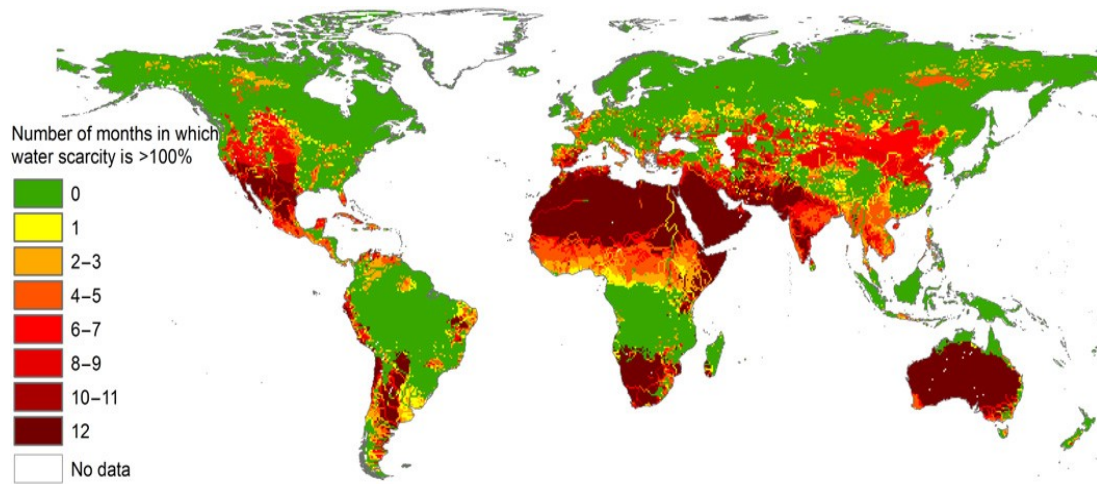 Number of months in which
water scarcity is >100%
0
1
2–3
4–5
6–7
8–9
10–11
12
No data